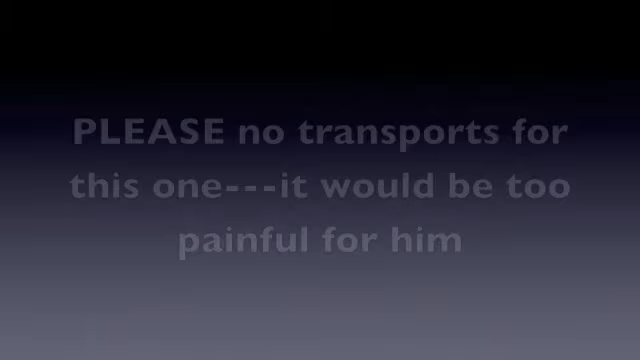 PLEASE no transports for
this one---it would be too
painful for him